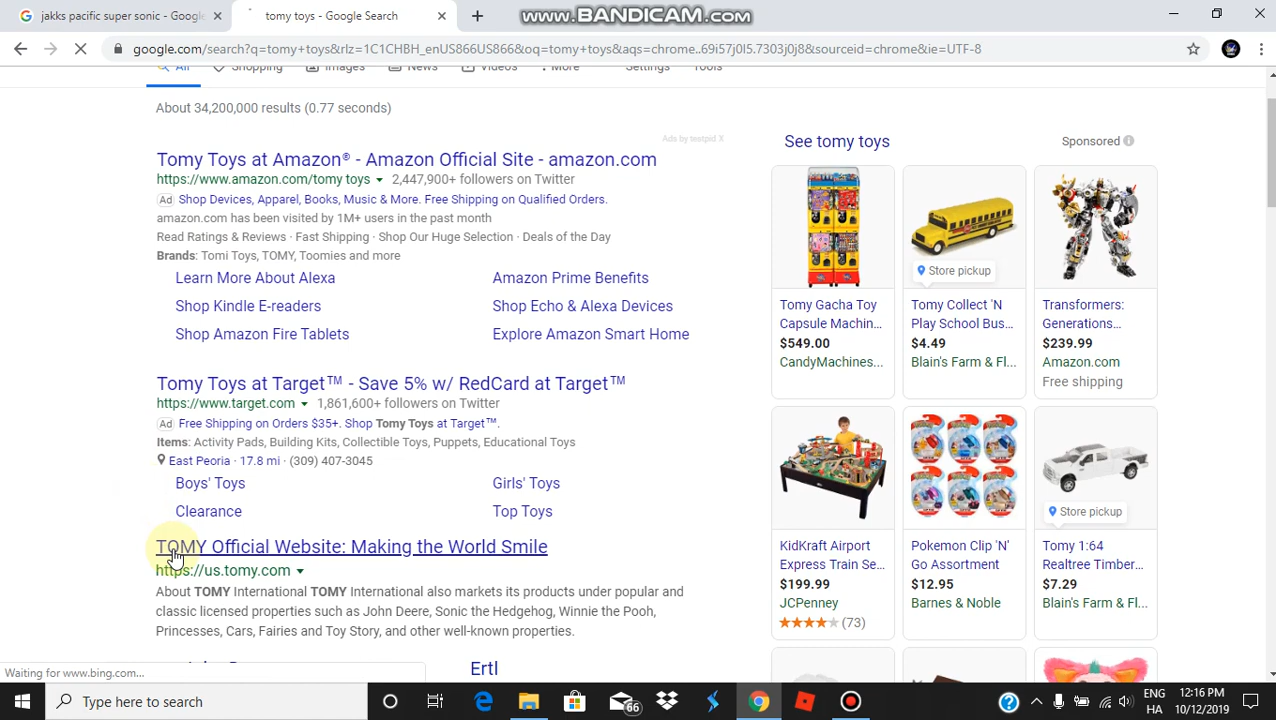 jakks pacific super sonic - Google
tomy toys - Google Search
www.BANDICAM.com
google.com/search?q=tomy+toys&rlz=1C1CHBH_enUS866US866&oq=tomy+toys&aqs=chrome..69i57j0l5.7303j0j8&sourceid=chrome&ie=UTF-8
All Shopping Images News Videos More Settings Tools
About 34,200,000 results (0.77 seconds)
Ads by testpid X
Tomy Toys at Amazon® - Amazon Official Site - amazon.com
https://www.amazon.com/tomy toys 2,447,900+ followers on Twitter
Ad Shop Devices, Apparel, Books, Music & More. Free Shipping on Qualified Orders.
amazon.com has been visited by 1M+ users in the past month
Read Ratings & Reviews · Fast Shipping · Shop Our Huge Selection · Deals of the Day
Brands: Tomi Toys, TOMY, Toomies and more
Learn More About Alexa Amazon Prime Benefits
Shop Kindle E-readers Shop Echo & Alexa Devices
Shop Amazon Fire Tablets Explore Amazon Smart Home
Tomy Toys at Target™ - Save 5% w/ RedCard at Target™
https://www.target.com 1,861,600+ followers on Twitter
Ad Free Shipping on Orders $35+. Shop Tomy Toys at Target™.
Items: Activity Pads, Building Kits, Collectible Toys, Puppets, Educational Toys
East Peoria · 17.8 mi · (309) 407-3045
Boys' Toys Girls' Toys
Clearance Top Toys
TOMY Official Website: Making the World Smile
https://us.tomy.com
About TOMY International TOMY International also markets its products under popular and
classic licensed properties such as John Deere, Sonic the Hedgehog, Winnie the Pooh,
Princesses, Cars, Fairies and Toy Story, and other well-known properties.
Ertl
See tomy toys Sponsored
Store pickup
Tomy Gacha Toy
Capsule Machin...
$549.00
CandyMachines...
Tomy Collect 'N
Play School Bus...
$4.49
Blain's Farm & Fl...
Transformers:
Generations...
$239.99
Amazon.com
Free shipping
Store pickup
KidKraft Airport
Express Train Se...
$199.99
JCPenney
(73)
Pokemon Clip 'N'
Go Assortment
$12.95
Barnes & Noble
Tomy 1:64
Realtree Timber...
$7.29
Blain's Farm & Fl...
Waiting for www.bing.com...
Type here to search
66
ENG
HA
12:16 PM
10/12/2019